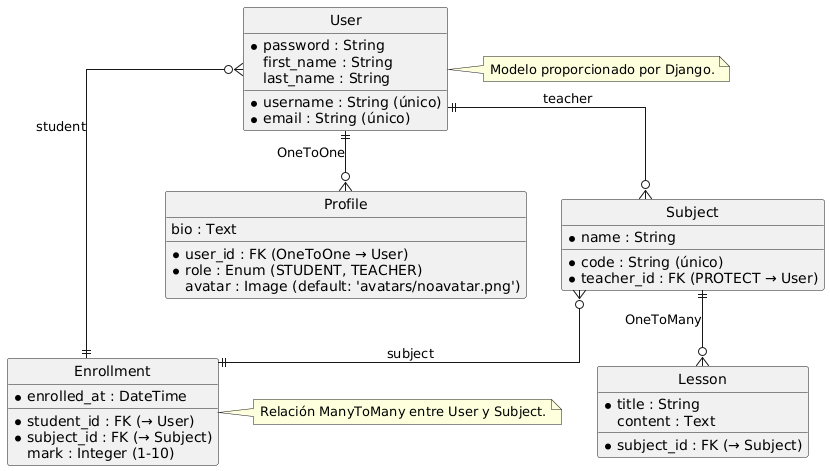 User
password : String
first_name : String
last_name : String
username : String (único)
email : String (único)
Modelo proporcionado por Django.
student
teacher
OneToOne
Profile
bio : Text
user_id : FK (OneToOne → User)
role : Enum (STUDENT, TEACHER)
avatar : Image (default: 'avatars/noavatar.png')
Subject
name : String
code : String (único)
teacher_id : FK (PROTECT → User)
OneToMany
subject
Enrollment
enrolled_at : DateTime
student_id : FK (→ User)
subject_id : FK (→ Subject)
mark : Integer (1-10)
Relación ManyToMany entre User y Subject.
Lesson
title : String
content : Text
subject_id : FK (→ Subject)